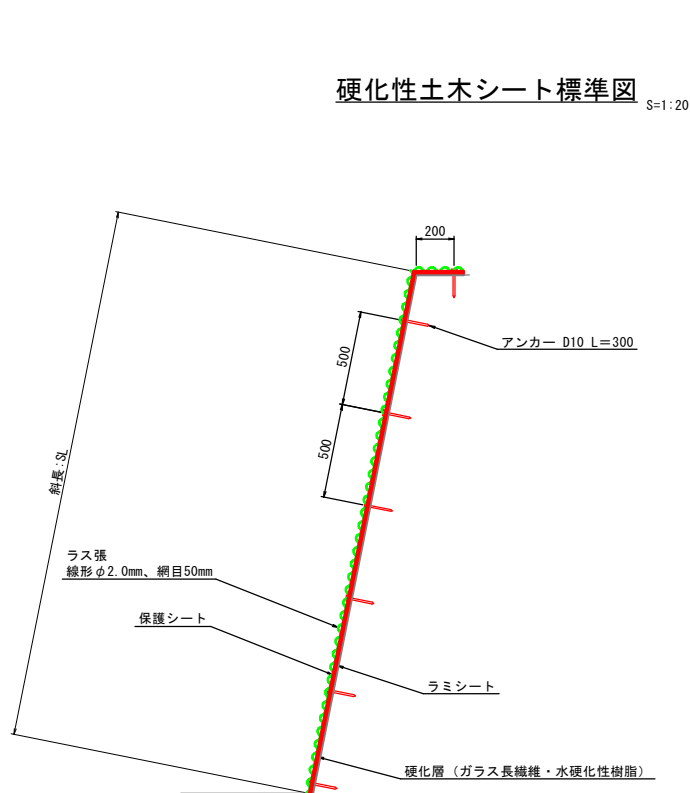 硬化性土木シート標準図
S=1:20
200
アンカー D10 L=300
500
500
斜長:SL
ラス張
線形φ2.0mm、網目50mm
保護シート
ラミシート
硬化層（ガラス長繊維・水硬化性樹脂）